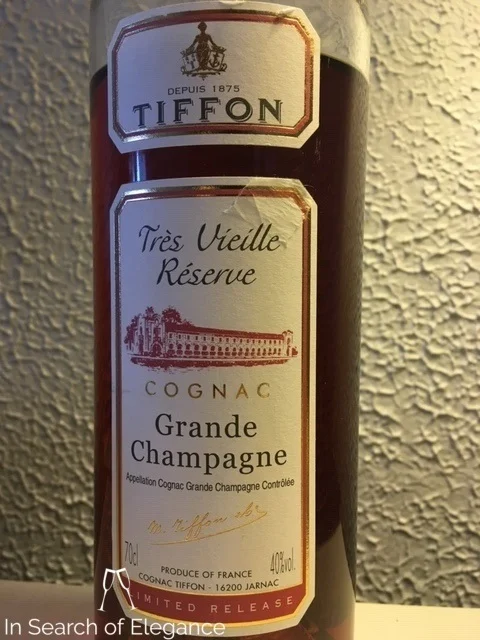 DEPUIS 1875
TIFFON
Très Vieille
Réserve
COGNAC
Grande
Champagne
Appellation Cognac Grande Champagne Contrôlée
M. Tiffon
70cl
40%vol.
PRODUCE OF FRANCE
COGNAC TIFFON - 16200 JARNAC
LIMITED RELEASE
In Search of Elegance